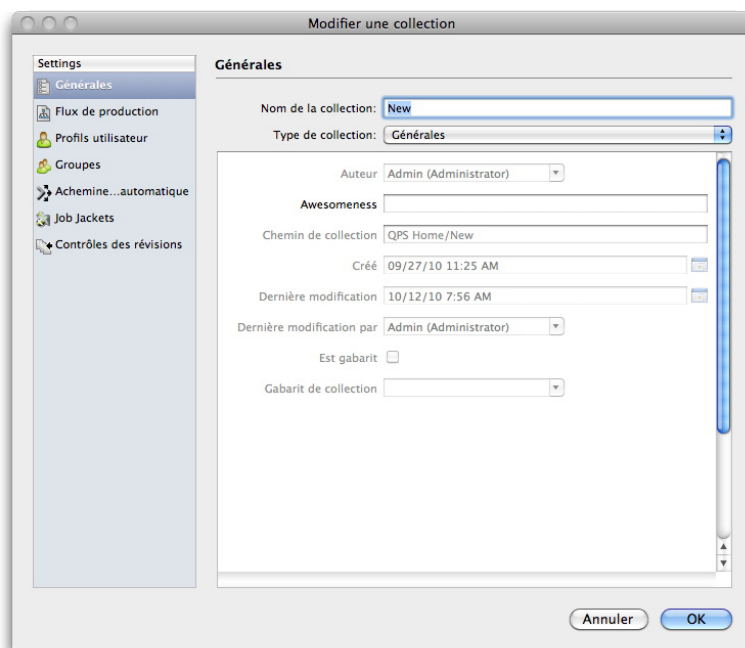 Modifier une collection
Settings
Générales
Flux de production
Profils utilisateur
Groupes
Achemine...automatique
Job Jackets
Contrôles des révisions
Générales
Nom de la collection: New
Type de collection: Générales
Auteur Admin (Administrator)
Awesomeness
Chemin de collection QPS Home/New
Créé 09/27/10 11:25 AM
Dernière modification 10/12/10 7:56 AM
Dernière modification par Admin (Administrator)
Est gabarit
Gabarit de collection
Annuler OK